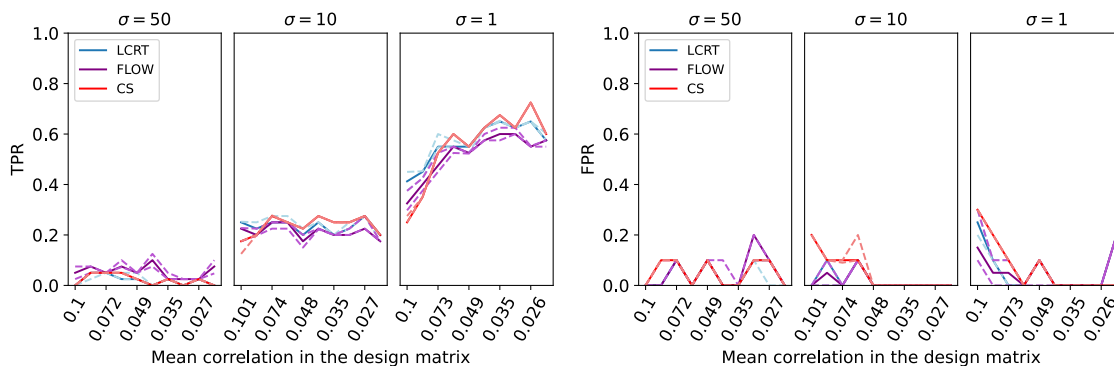 σ = 50
σ = 10
σ = 1
TPR
1.0
0.8
0.6
0.4
0.2
0.0
LCRT
FLOW
CS
0.1
0.072
0.049
0.035
0.027
0.101
0.074
0.048
0.035
0.027
0.1
0.073
0.049
0.035
0.026
Mean correlation in the design matrix
σ = 50
σ = 10
σ = 1
FPR
1.0
0.8
0.6
0.4
0.2
0.0
LCRT
FLOW
CS
0.1
0.072
0.049
0.035
0.027
0.101
0.074
0.048
0.035
0.027
0.1
0.073
0.049
0.035
0.026
Mean correlation in the design matrix